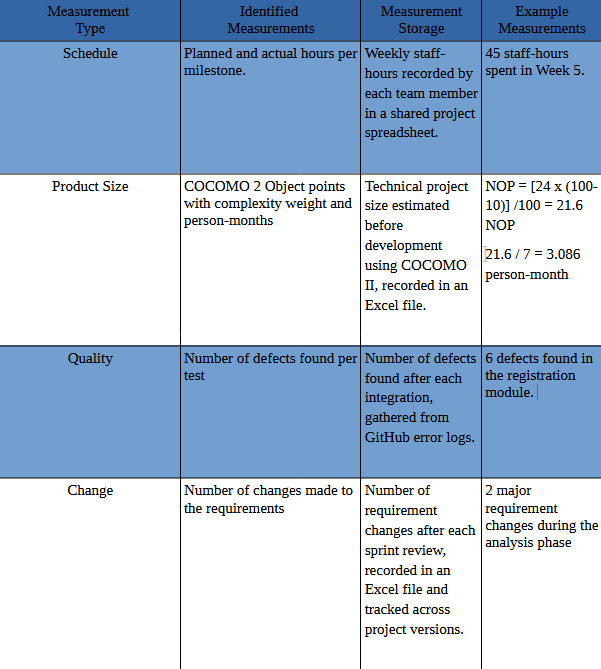 Measurement
Type
Identified
Measurements
Measurement
Storage
Example
Measurements
Schedule
Planned and actual hours per
milestone.
Weekly staff-
hours recorded by
each team member
in a shared project
spreadsheet.
45 staff-hours
spent in Week 5.
Product Size
COCOMO 2 Object points
with complexity weight and
person-months
Technical project
size estimated
before
development
using COCOMO
II, recorded in an
Excel file.
NOP = [24 x (100-
10)] /100 = 21.6
NOP
21.6 / 7 = 3.086
person-month
Quality
Number of defects found per
test
Number of defects
found after each
integration,
gathered from
GitHub error logs.
6 defects found in
the registration
module.
Change
Number of changes made to
the requirements
Number of
requirement
changes after each
sprint review,
recorded in an
Excel file and
tracked across
project versions.
2 major
requirement
changes during the
analysis phase